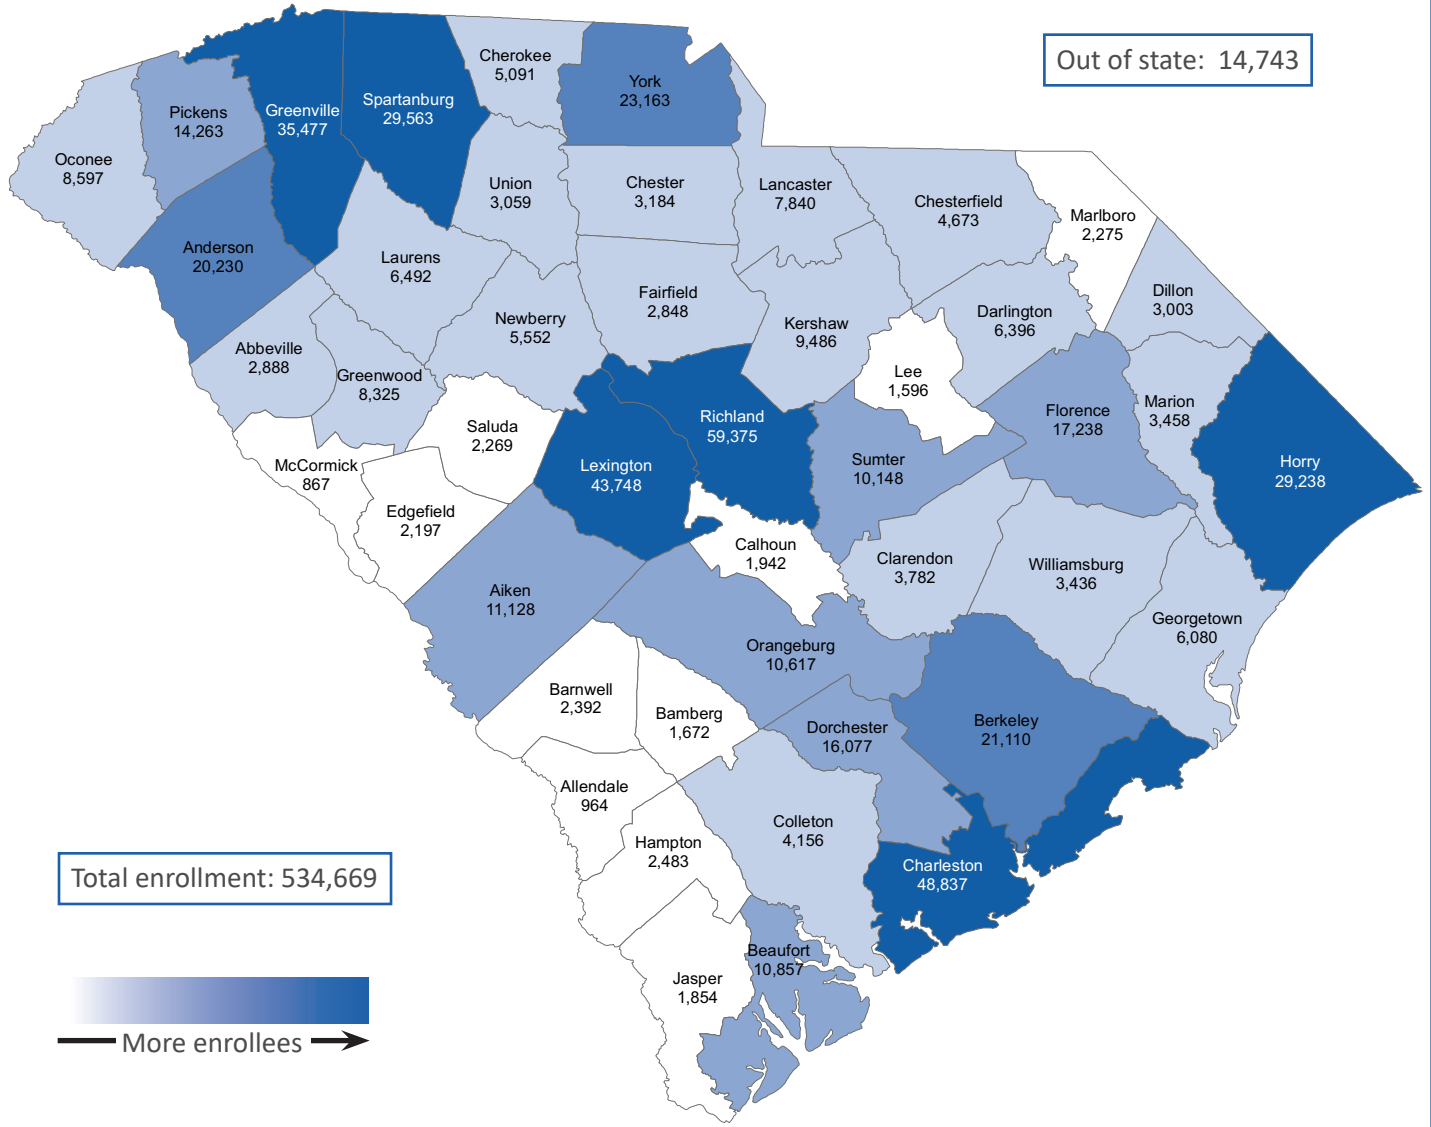 Out of state: 14,743
Cherokee
5,091
York
23,163
Spartanburg
29,563
Greenville
35,477
Pickens
14,263
Oconee
8,597
Union
3,059
Chester
3,184
Lancaster
7,840
Chesterfield
4,673
Marlboro
2,275
Anderson
20,230
Laurens
6,492
Fairfield
2,848
Dillon
3,003
Newberry
5,552
Kershaw
9,486
Darlington
6,396
Abbeville
2,888
Greenwood
8,325
Lee
1,596
Marion
3,458
Florence
17,238
Saluda
2,269
Richland
59,375
Lexington
43,748
Sumter
10,148
Horry
29,238
McCormick
867
Edgefield
2,197
Calhoun
1,942
Clarendon
3,782
Williamsburg
3,436
Aiken
11,128
Georgetown
6,080
Orangeburg
10,617
Barnwell
2,392
Bamberg
1,672
Dorchester
16,077
Berkeley
21,110
Allendale
964
Colleton
4,156
Hampton
2,483
Charleston
48,837
Total enrollment: 534,669
Beaufort
10,857
Jasper
1,854
More enrollees